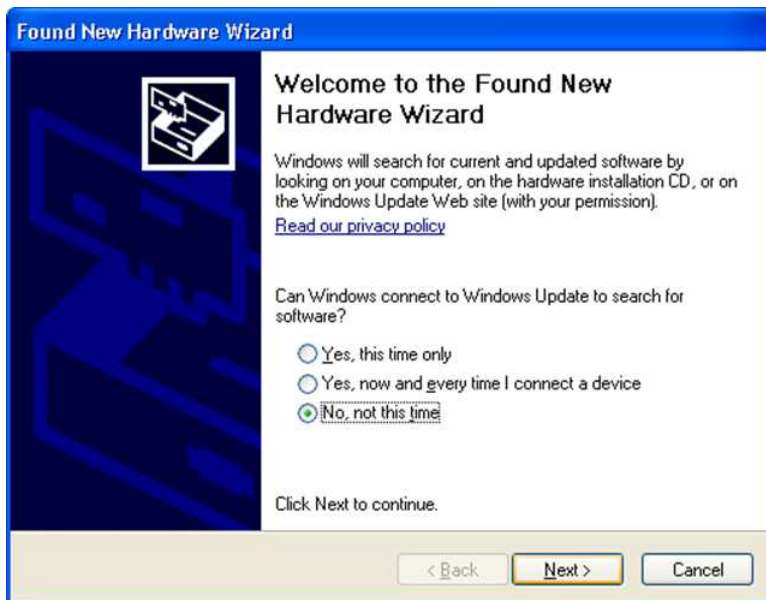 Found New Hardware Wizard
Welcome to the Found New
Hardware Wizard
Windows will search for current and updated software by
looking on your computer, on the hardware installation CD, or on
the Windows Update Web site (with your permission).
Read our privacy policy
Can Windows connect to Windows Update to search for
software?
Yes, this time only
Yes, now and every time I connect a device
No, not this time
Click Next to continue.
< Back
Next >
Cancel